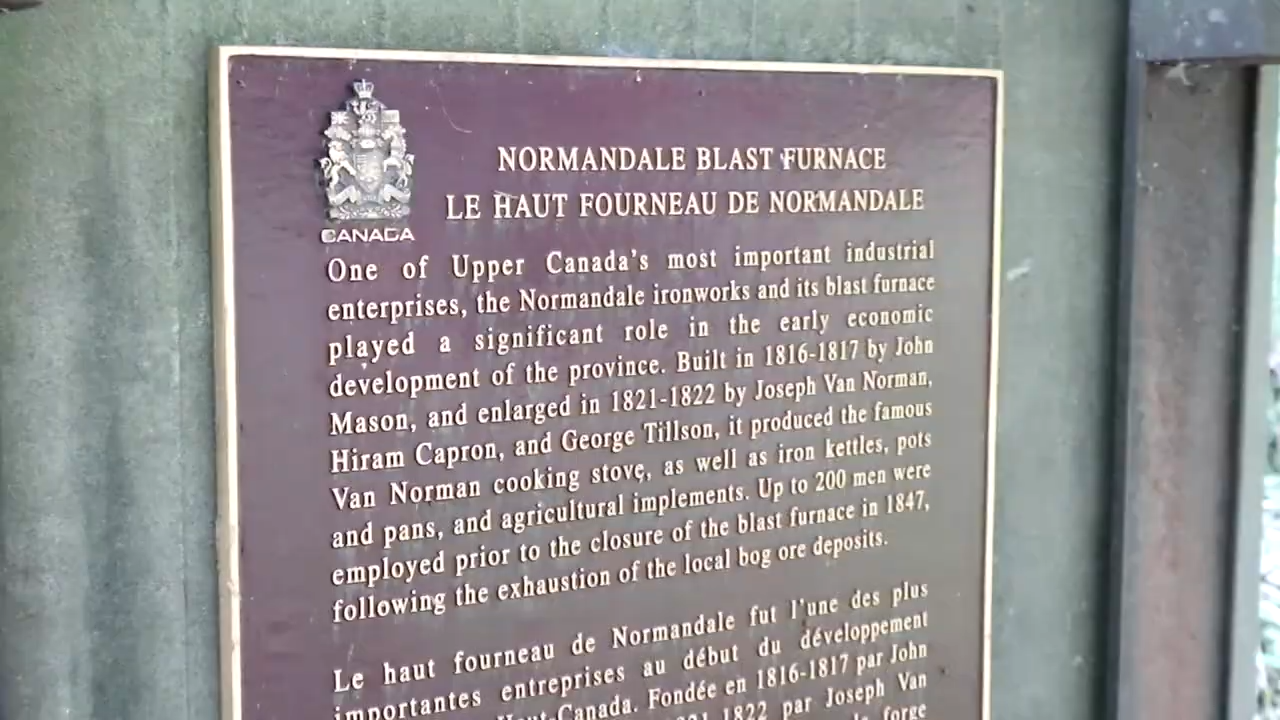 CANADA
NORMANDALE BLAST FURNACE
LE HAUT FOURNEAU DE NORMANDALE
One of Upper Canada's most important industrial
enterprises, the Normandale ironworks and its blast furnace
played a significant role in the early economic
development of the province. Built in 1816-1817 by John
Mason, and enlarged in 1821-1822 by Joseph Van Norman,
Hiram Capron, and George Tillson, it produced the famous
Van Norman cooking stove, as well as iron kettles, pots
and pans, and agricultural implements. Up to 200 men were
employed prior to the closure of the blast furnace in 1847,
following the exhaustion of the local bog ore deposits.
Le haut fourneau de Normandale fut l'une des plus
importantes entreprises au début du développement
Haut-Canada. Fondée en 1816-1817 par John
1822 par Joseph Van
forge